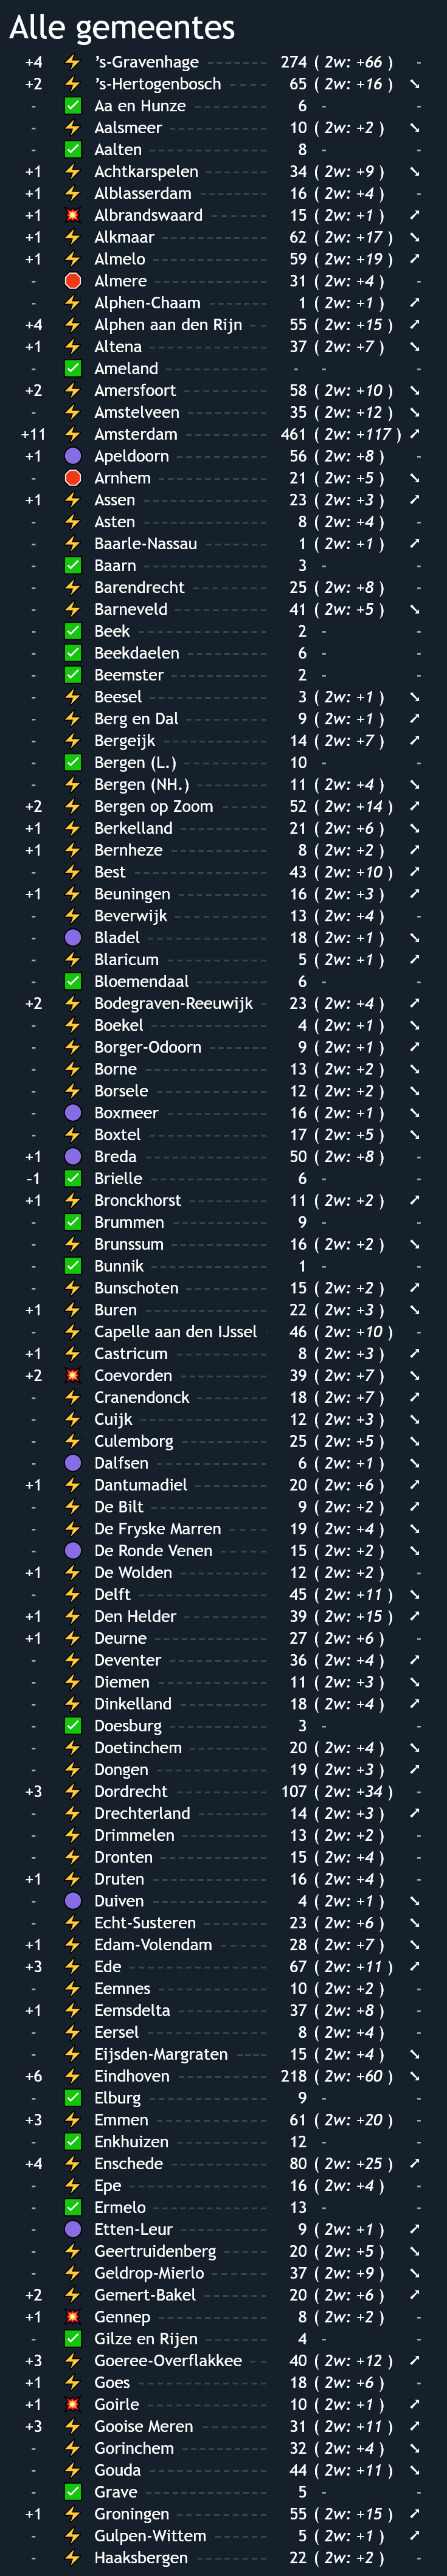 Alle gemeentes
+4 ⚡ 's-Gravenhage 274 ( 2w: +66 ) -
+2 ⚡ 's-Hertogenbosch 65 ( 2w: +16 ) ➘
- ✅ Aa en Hunze 6 - -
- ⚡ Aalsmeer 10 ( 2w: +2 ) ➘
- ✅ Aalten 8 - -
+1 ⚡ Achtkarspelen 34 ( 2w: +9 ) ➘
+1 ⚡ Alblasserdam 16 ( 2w: +4 ) -
+1 💥 Albrandswaard 15 ( 2w: +1 ) ➚
+1 ⚡ Alkmaar 62 ( 2w: +17 ) ➘
+1 ⚡ Almelo 59 ( 2w: +19 ) ➚
- 🛑 Almere 31 ( 2w: +4 ) -
- ⚡ Alphen-Chaam 1 ( 2w: +1 ) ➚
+4 ⚡ Alphen aan den Rijn 55 ( 2w: +15 ) ➚
+1 ⚡ Altena 37 ( 2w: +7 ) ➘
- ✅ Ameland - - -
+2 ⚡ Amersfoort 58 ( 2w: +10 ) ➘
- ⚡ Amstelveen 35 ( 2w: +12 ) ➘
+11 ⚡ Amsterdam 461 ( 2w: +117 ) ➚
+1 🟣 Apeldoorn 56 ( 2w: +8 ) -
- 🛑 Arnhem 21 ( 2w: +5 ) ➘
+1 ⚡ Assen 23 ( 2w: +3 ) ➚
- ⚡ Asten 8 ( 2w: +4 ) -
- ⚡ Baarle-Nassau 1 ( 2w: +1 ) ➚
- ✅ Baarn 3 - -
- ⚡ Barendrecht 25 ( 2w: +8 ) -
- ⚡ Barneveld 41 ( 2w: +5 ) ➘
- ✅ Beek 2 - -
- ✅ Beekdaelen 6 - -
- ✅ Beemster 2 - -
- ⚡ Beesel 3 ( 2w: +1 ) ➘
- ⚡ Berg en Dal 9 ( 2w: +1 ) ➚
- ⚡ Bergeijk 14 ( 2w: +7 ) ➚
- ✅ Bergen (L.) 10 - -
- ⚡ Bergen (NH.) 11 ( 2w: +4 ) ➘
+2 ⚡ Bergen op Zoom 52 ( 2w: +14 ) ➚
+1 ⚡ Berkelland 21 ( 2w: +6 ) ➘
+1 ⚡ Bernheze 8 ( 2w: +2 ) ➚
- ⚡ Best 43 ( 2w: +10 ) ➚
+1 ⚡ Beuningen 16 ( 2w: +3 ) ➚
- ⚡ Beverwijk 13 ( 2w: +4 ) -
- 🟣 Bladel 18 ( 2w: +1 ) ➘
- ⚡ Blaricum 5 ( 2w: +1 ) ➚
- ✅ Bloemendaal 6 - -
+2 ⚡ Bodegraven-Reeuwijk 23 ( 2w: +4 ) ➚
- ⚡ Boekel 4 ( 2w: +1 ) ➘
- ⚡ Borger-Odoorn 9 ( 2w: +1 ) ➚
- ⚡ Borne 13 ( 2w: +2 ) ➘
- ⚡ Borsele 12 ( 2w: +2 ) ➘
- 🟣 Boxmeer 16 ( 2w: +1 ) ➘
- ⚡ Boxtel 17 ( 2w: +5 ) ➘
+1 🟣 Breda 50 ( 2w: +8 ) -
-1 ✅ Brielle 6 - -
+1 ⚡ Bronckhorst 11 ( 2w: +2 ) ➚
- ✅ Brummen 9 - -
- ⚡ Brunssum 16 ( 2w: +2 ) ➘
- ✅ Bunnik 1 - -
- ⚡ Bunschoten 15 ( 2w: +2 ) ➚
+1 ⚡ Buren 22 ( 2w: +3 ) ➘
- ⚡ Capelle aan den IJssel 46 ( 2w: +10 ) -
+1 ⚡ Castricum 8 ( 2w: +3 ) ➚
+2 💥 Coevorden 39 ( 2w: +7 ) ➘
- ⚡ Cranendonck 18 ( 2w: +7 ) ➚
- ⚡ Cuijk 12 ( 2w: +3 ) ➘
- ⚡ Culemborg 25 ( 2w: +5 ) ➘
- 🟣 Dalfsen 6 ( 2w: +1 ) ➘
+1 ⚡ Dantumadiel 20 ( 2w: +6 ) ➚
- ⚡ De Bilt 9 ( 2w: +2 ) ➚
- ⚡ De Fryske Marren 19 ( 2w: +4 ) ➘
- 🟣 De Ronde Venen 15 ( 2w: +2 ) ➘
+1 ⚡ De Wolden 12 ( 2w: +2 ) -
- ⚡ Delft 45 ( 2w: +11 ) ➘
+1 ⚡ Den Helder 39 ( 2w: +15 ) ➚
+1 ⚡ Deurne 27 ( 2w: +6 ) -
- ⚡ Deventer 36 ( 2w: +4 ) ➚
- ⚡ Diemen 11 ( 2w: +3 ) ➘
- ⚡ Dinkelland 18 ( 2w: +4 ) ➚
- ✅ Doesburg 3 - -
- ⚡ Doetinchem 20 ( 2w: +4 ) ➘
- ⚡ Dongen 19 ( 2w: +3 ) ➚
+3 ⚡ Dordrecht 107 ( 2w: +34 ) -
- ⚡ Drechterland 14 ( 2w: +3 ) ➚
- ⚡ Drimmelen 13 ( 2w: +2 ) -
- ⚡ Dronten 15 ( 2w: +4 ) -
+1 ⚡ Druten 16 ( 2w: +4 ) -
- 🟣 Duiven 4 ( 2w: +1 ) ➘
- ⚡ Echt-Susteren 23 ( 2w: +6 ) ➘
+1 ⚡ Edam-Volendam 28 ( 2w: +7 ) ➘
+3 ⚡ Ede 67 ( 2w: +11 ) ➚
- ⚡ Eemnes 10 ( 2w: +2 ) -
+1 ⚡ Eemsdelta 37 ( 2w: +8 ) -
- ⚡ Eersel 8 ( 2w: +4 ) -
- ⚡ Eijsden-Margraten 15 ( 2w: +4 ) ➘
+6 ⚡ Eindhoven 218 ( 2w: +60 ) ➘
- ✅ Elburg 9 - -
+3 ⚡ Emmen 61 ( 2w: +20 ) -
- ✅ Enkhuizen 12 - -
+4 ⚡ Enschede 80 ( 2w: +25 ) ➚
- ⚡ Epe 16 ( 2w: +4 ) -
- ✅ Ermelo 13 - -
- 🟣 Etten-Leur 9 ( 2w: +1 ) ➚
- ⚡ Geertruidenberg 20 ( 2w: +5 ) ➘
- ⚡ Geldrop-Mierlo 37 ( 2w: +9 ) ➘
+2 ⚡ Gemert-Bakel 20 ( 2w: +6 ) ➚
+1 💥 Gennep 8 ( 2w: +2 ) -
- ✅ Gilze en Rijen 4 - -
+3 ⚡ Goeree-Overflakkee 40 ( 2w: +12 ) ➚
+1 ⚡ Goes 18 ( 2w: +6 ) -
+1 💥 Goirle 10 ( 2w: +1 ) ➚
+3 ⚡ Gooise Meren 31 ( 2w: +11 ) ➚
- ⚡ Gorinchem 32 ( 2w: +4 ) ➘
- ⚡ Gouda 44 ( 2w: +11 ) ➘
- ✅ Grave 5 - -
+1 ⚡ Groningen 55 ( 2w: +15 ) ➚
- ⚡ Gulpen-Wittem 5 ( 2w: +1 ) ➚
- ⚡ Haaksbergen 22 ( 2w: +2 ) -